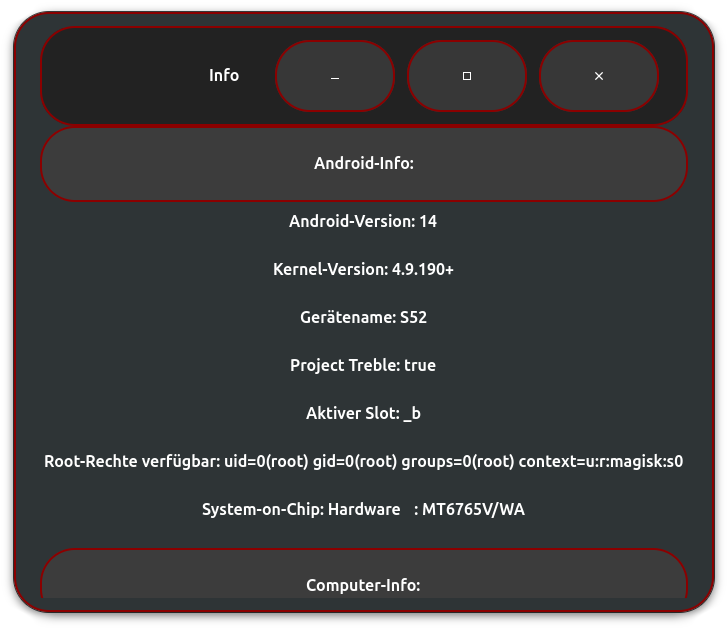 Info
Android-Info:
Android-Version: 14
Kernel-Version: 4.9.190+
Gerätename: S52
Project Treble: true
Aktiver Slot: _b
Root-Rechte verfügbar: uid=0(root) gid=0(root) groups=0(root) context=u:r:magisk:s0
System-on-Chip: Hardware   : MT6765V/WA
Computer-Info: